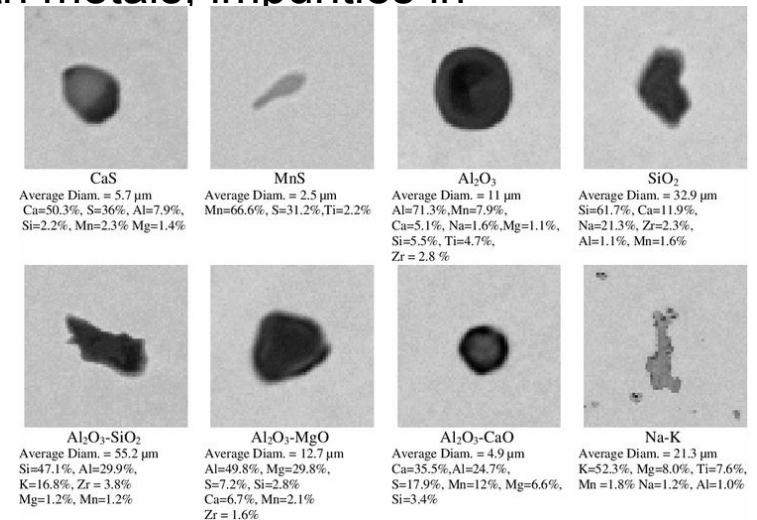 CaS
Average Diam. = 5.7 μm
Ca=50.3%, S=36%, Al=7.9%,
Si=2.2%, Mn=2.3% Mg=1.4%
MnS
Average Diam. = 2.5 μm
Mn=66.6%, S=31.2%,Ti=2.2%
Al₂O₃
Average Diam. = 11 μm
Al=71.3%,Mn=7.9%,
Ca=5.1%, Na=1.6%,Mg=1.1%,
Si=5.5%, Ti=4.7%,
Zr = 2.8 %
SiO₂
Average Diam. = 32.9 μm
Si=61.7%, Ca=11.9%,
Na=21.3%, Zr=2.3%,
Al=1.1%, Mn=1.6%
Al₂O₃-SiO₂
Average Diam. = 55.2 μm
Si=47.1%, Al=29.9%,
K=16.8%, Zr = 3.8%
Mg=1.2%, Mn=1.2%
Al₂O₃-MgO
Average Diam. = 12.7 μm
Al=49.8%, Mg=29.8%,
S=7.2%, Si=2.8%
Ca=6.7%, Mn=2.1%
Zr = 1.6%
Al₂O₃-CaO
Average Diam. = 4.9 μm
Ca=35.5%,Al=24.7%,
S=17.9%, Mn=12%, Mg=6.6%,
Si=3.4%
Na-K
Average Diam. = 21.3 μm
K=52.3%, Mg=8.0%, Ti=7.6%,
Mn =1.8% Na=1.2%, Al=1.0%